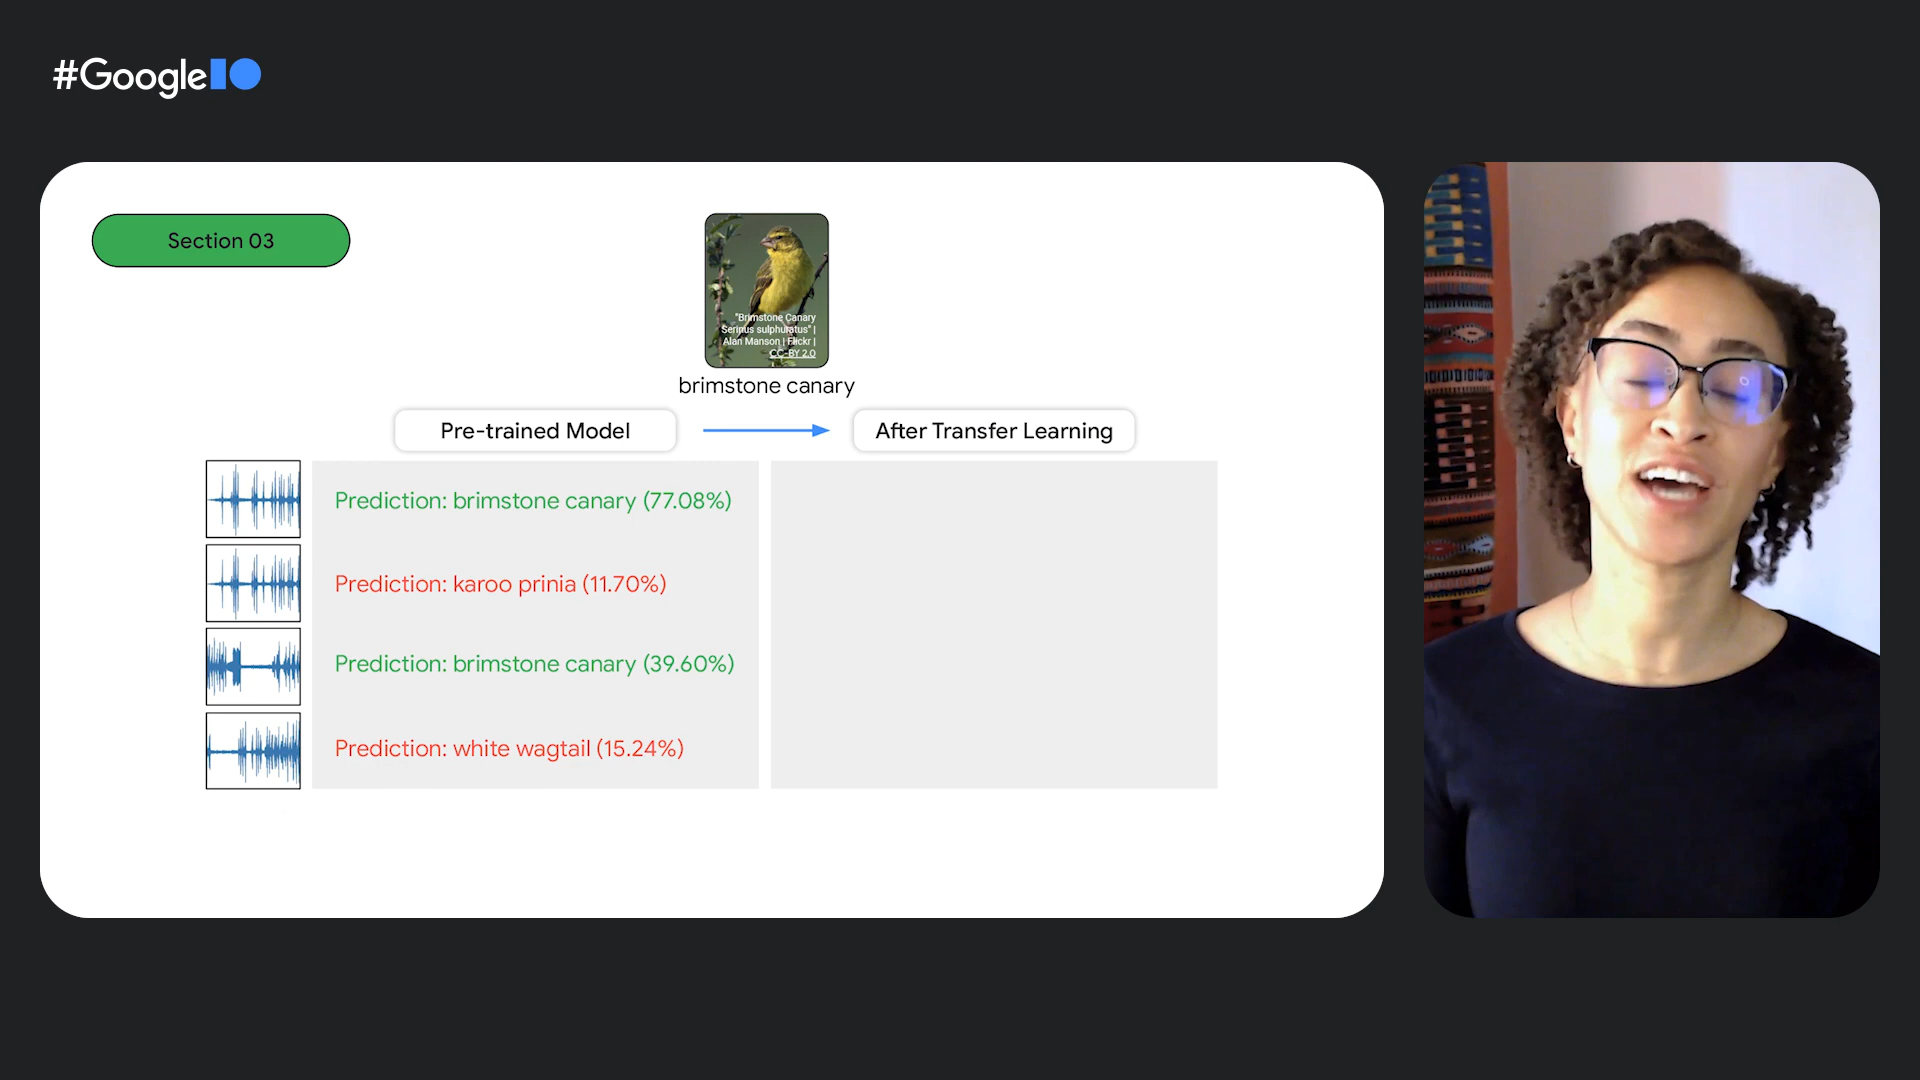 #GoogleIO
Section 03
"Brimstone Canary
Serinus sulphuratus" |
Alan Manson | Flickr |
CC-BY 2.0
brimstone canary
Pre-trained Model
After Transfer Learning
Prediction: brimstone canary (77.08%)
Prediction: karoo prinia (11.70%)
Prediction: brimstone canary (39.60%)
Prediction: white wagtail (15.24%)